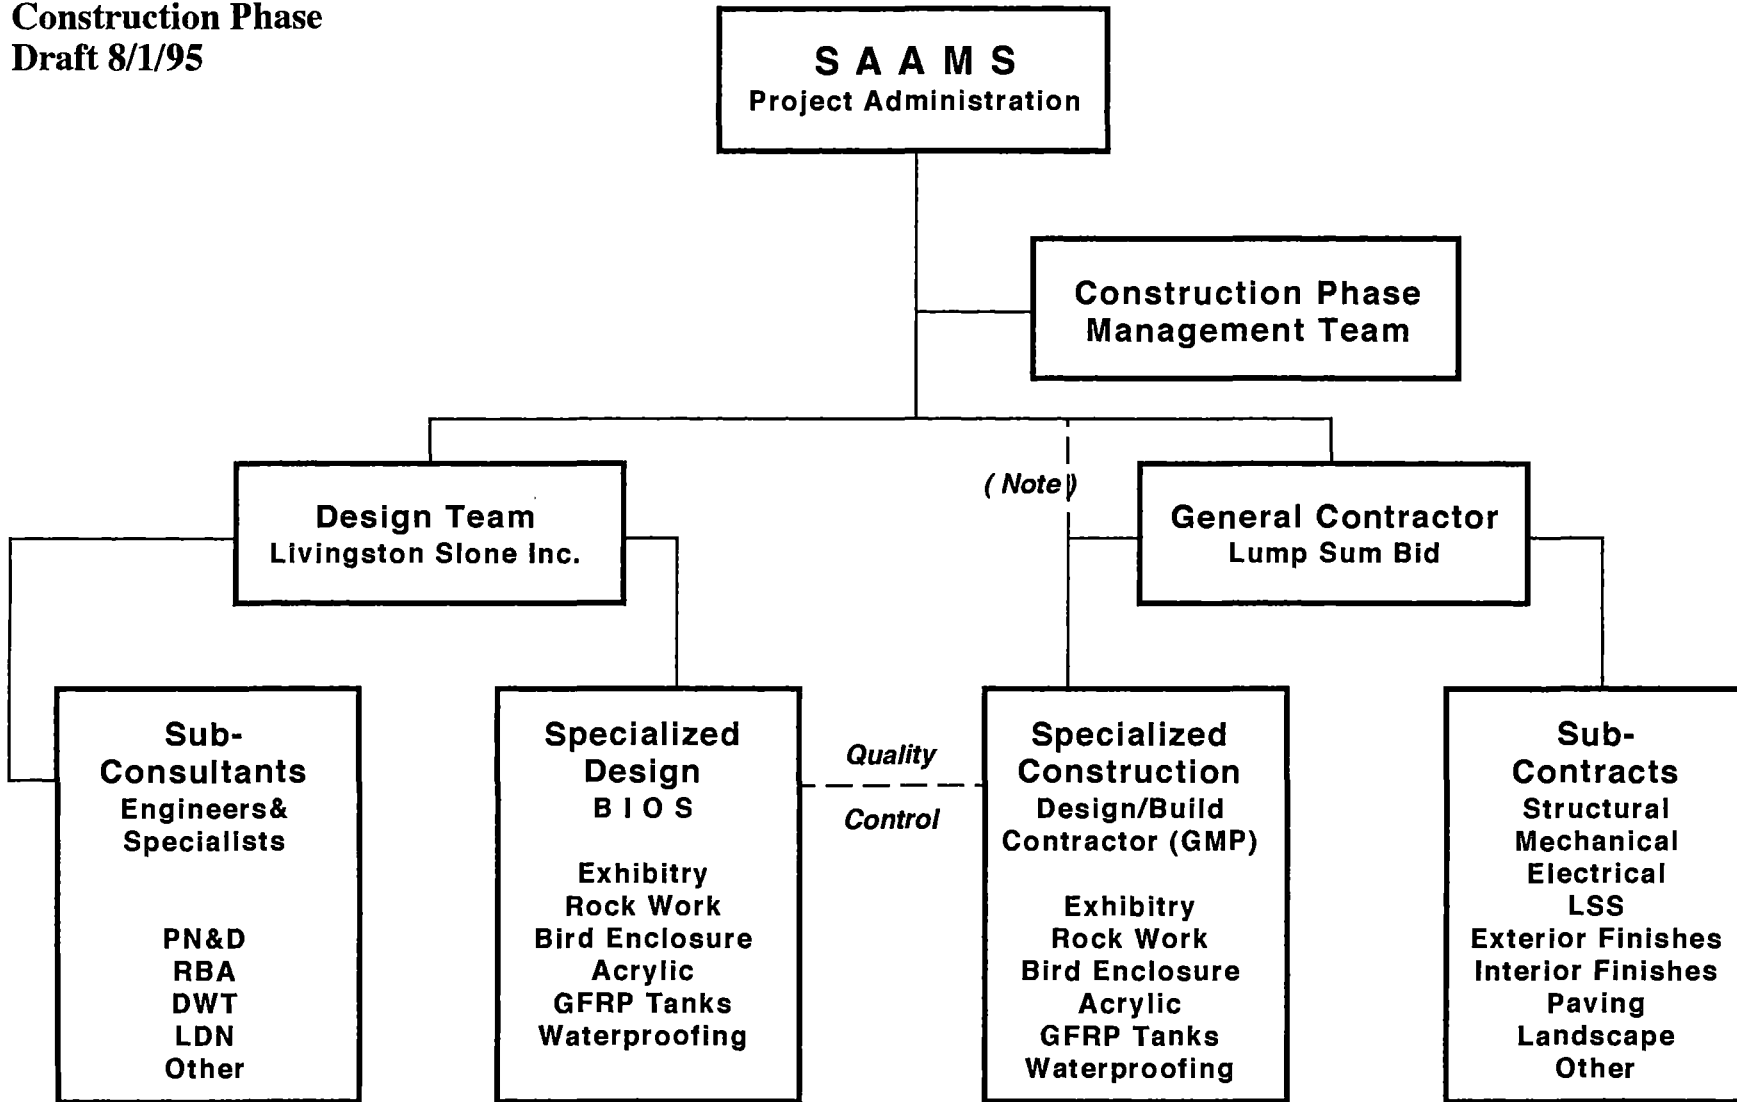 Construction Phase
Draft 8/1/95
S A A M S
Project Administration
Construction Phase
Management Team
( Note )
Design Team
Livingston Slone Inc.
General Contractor
Lump Sum Bid
Sub-
Consultants
Engineers&
Specialists
PN&D
RBA
DWT
LDN
Other
Specialized
Design
B I O S
Exhibitry
Rock Work
Bird Enclosure
Acrylic
GFRP Tanks
Waterproofing
Quality
Control
Specialized
Construction
Design/Build
Contractor (GMP)
Exhibitry
Rock Work
Bird Enclosure
Acrylic
GFRP Tanks
Waterproofing
Sub-
Contracts
Structural
Mechanical
Electrical
LSS
Exterior Finishes
Interior Finishes
Paving
Landscape
Other